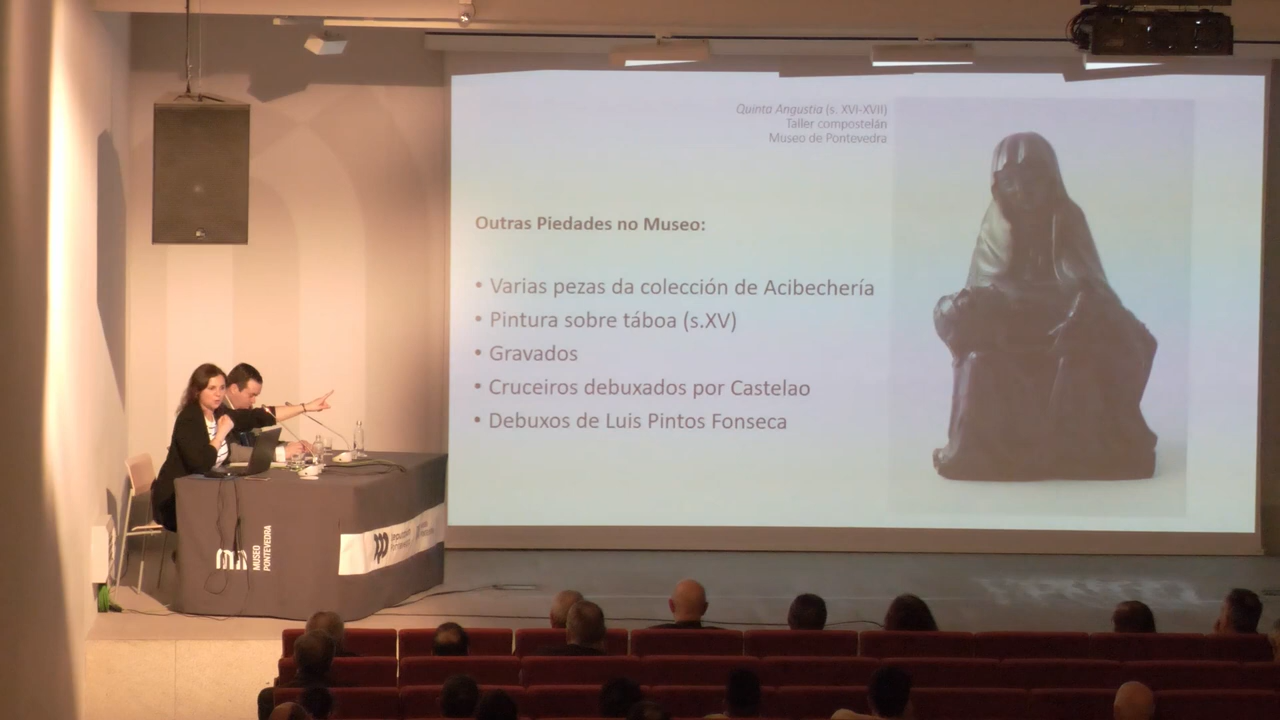 Quinta Angustia (s. XVI-XVII)
Taller compostelán
Museo de Pontevedra
Outras Piedades no Museo:
• Varias pezas da colección de Acibechería
• Pintura sobre táboa (s.XV)
• Gravados
• Cruceiros debuxados por Castelao
• Debuxos de Luis Pintos Fonseca
MUSEO
PONTEVEDRA